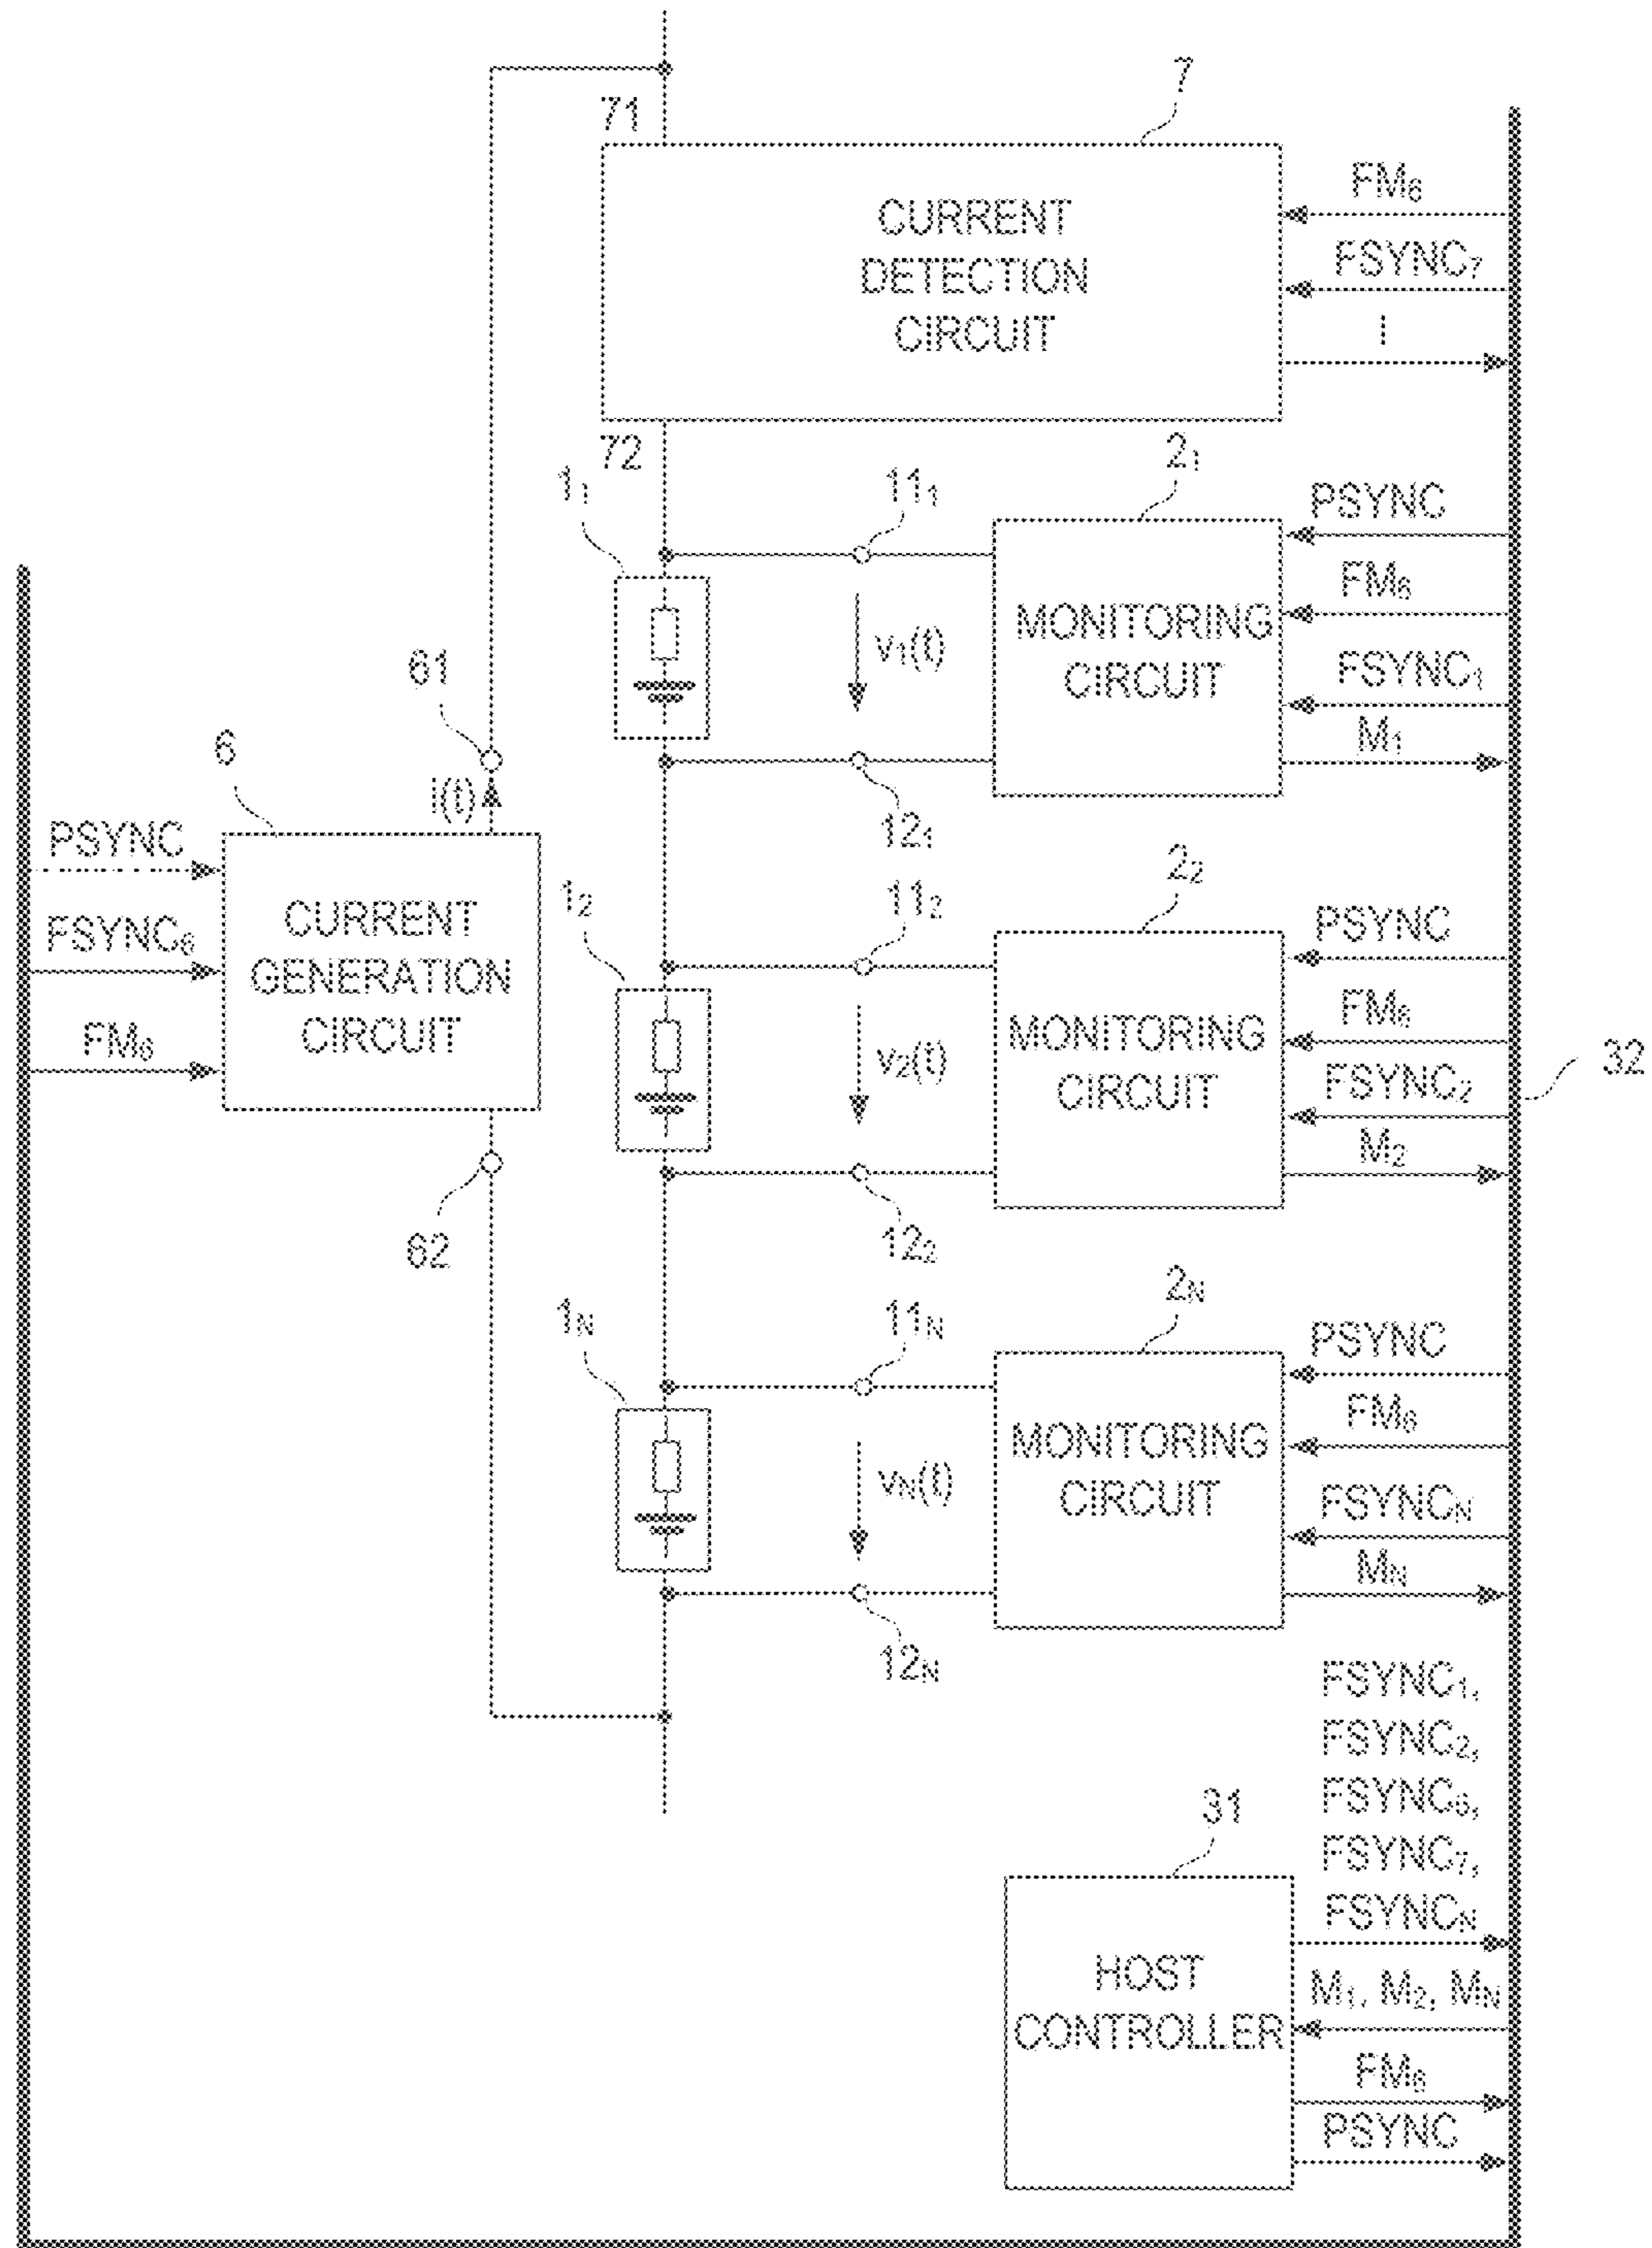 7
71
CURRENT
DETECTION
CIRCUIT
FM₆
FSYNC₇
I
72
1₁
11₁
2₁
v₁(t)
MONITORING
CIRCUIT
PSYNC
FM₆
FSYNC₁
M₁
12₁
61
6
i(t)
PSYNC
FSYNC₆
FM₆
CURRENT
GENERATION
CIRCUIT
62
1₂
11₂
2₂
v₂(t)
MONITORING
CIRCUIT
PSYNC
FM₆
FSYNC₂
M₂
32
12₂
1N
11N
2N
vN(t)
MONITORING
CIRCUIT
PSYNC
FM₆
FSYNCN
MN
12N
31
HOST
CONTROLLER
FSYNC₁,
FSYNC₂,
FSYNC₆,
FSYNC₇,
FSYNCN
M₁, M₂, MN
FM₆
PSYNC